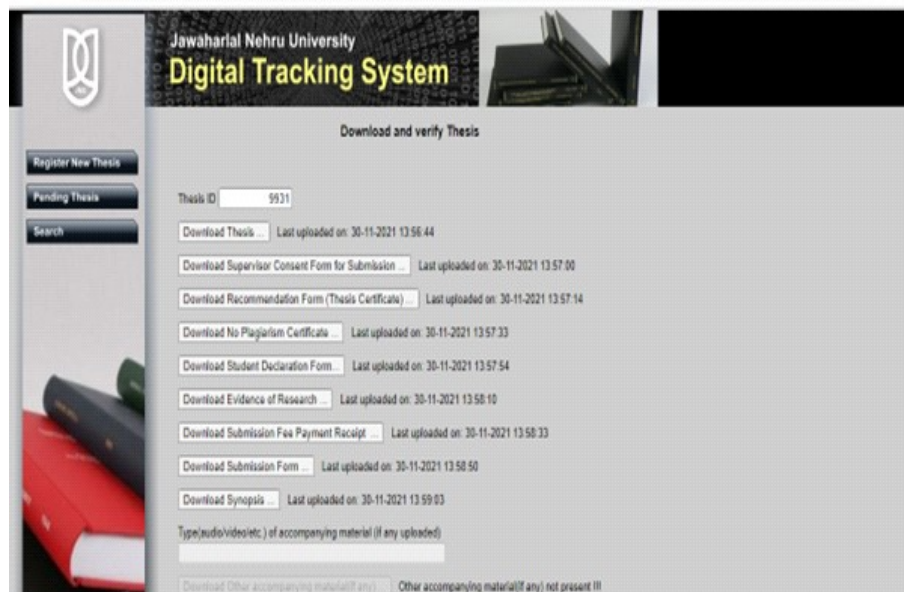 Jawaharlal Nehru University
Digital Tracking System
Download and verify Thesis
Register New Thesis
Pending Thesis
Search
Thesis ID 9931
Download Thesis ... Last uploaded on: 30-11-2021 13:56:44
Download Supervisor Consent Form for Submission ... Last uploaded on: 30-11-2021 13:57:00
Download Recommendation Form (Thesis Certificate) ... Last uploaded on: 30-11-2021 13:57:14
Download No Plagiarism Certificate ... Last uploaded on: 30-11-2021 13:57:33
Download Student Declaration Form... Last uploaded on: 30-11-2021 13:57:54
Download Evidence of Research ... Last uploaded on: 30-11-2021 13:58:10
Download Submission Fee Payment Receipt ... Last uploaded on: 30-11-2021 13:58:33
Download Submission Form ... Last uploaded on: 30-11-2021 13:58:50
Download Synopsis ... Last uploaded on: 30-11-2021 13:59:03
Type(audio/video/etc.) of accompanying material (if any uploaded)
Download Other accompanying material(if any) ... Other accompanying material(if any) not present !!!